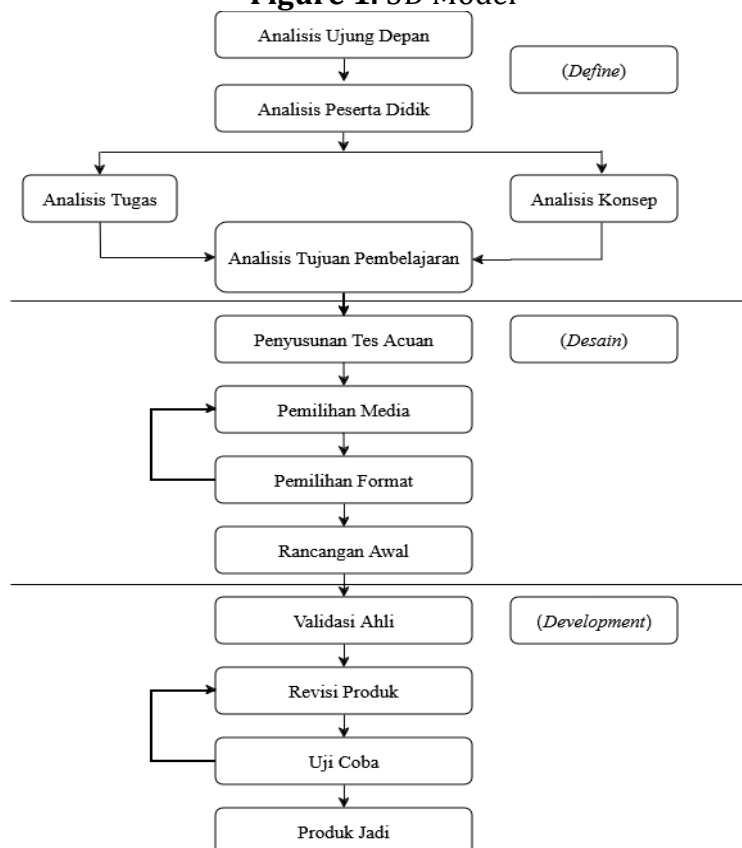 Figure 1. 3D Model
Analisis Ujung Depan
(Define)
Analisis Peserta Didik
Analisis Tugas
Analisis Konsep
Analisis Tujuan Pembelajaran
Penyusunan Tes Acuan
(Desain)
Pemilihan Media
Pemilihan Format
Rancangan Awal
Validasi Ahli
(Development)
Revisi Produk
Uji Coba
Produk Jadi